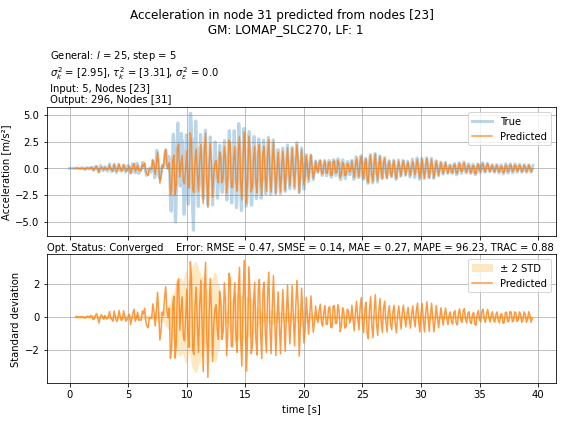 Acceleration in node 31 predicted from nodes [23]
GM: LOMAP_SLC270, LF: 1
General: l = 25, step = 5
σ_k² = [2.95], τ_k² = [3.31], σ_ε² = 0.0
Input: 5, Nodes [23]
Output: 296, Nodes [31]
Acceleration [m/s²]
5.0
2.5
0.0
−2.5
−5.0
True
Predicted
Opt. Status: Converged
Error: RMSE = 0.47, SMSE = 0.14, MAE = 0.27, MAPE = 96.23, TRAC = 0.88
Standard deviation
2
0
−2
± 2 STD
Predicted
0 5 10 15 20 25 30 35 40
time [s]